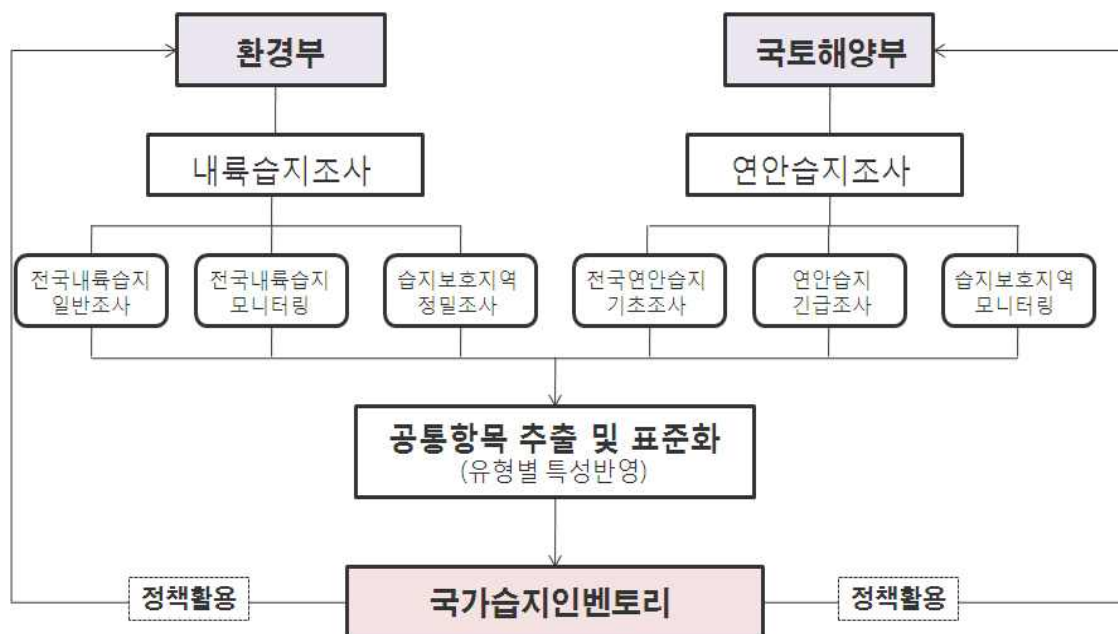 환경부
국토해양부
내륙습지조사
연안습지조사
전국내륙습지
일반조사
전국내륙습지
모니터링
습지보호지역
정밀조사
전국연안습지
기초조사
연안습지
긴급조사
습지보호지역
모니터링
공통항목 추출 및 표준화
(유형별 특성반영)
정책활용
국가습지인벤토리
정책활용